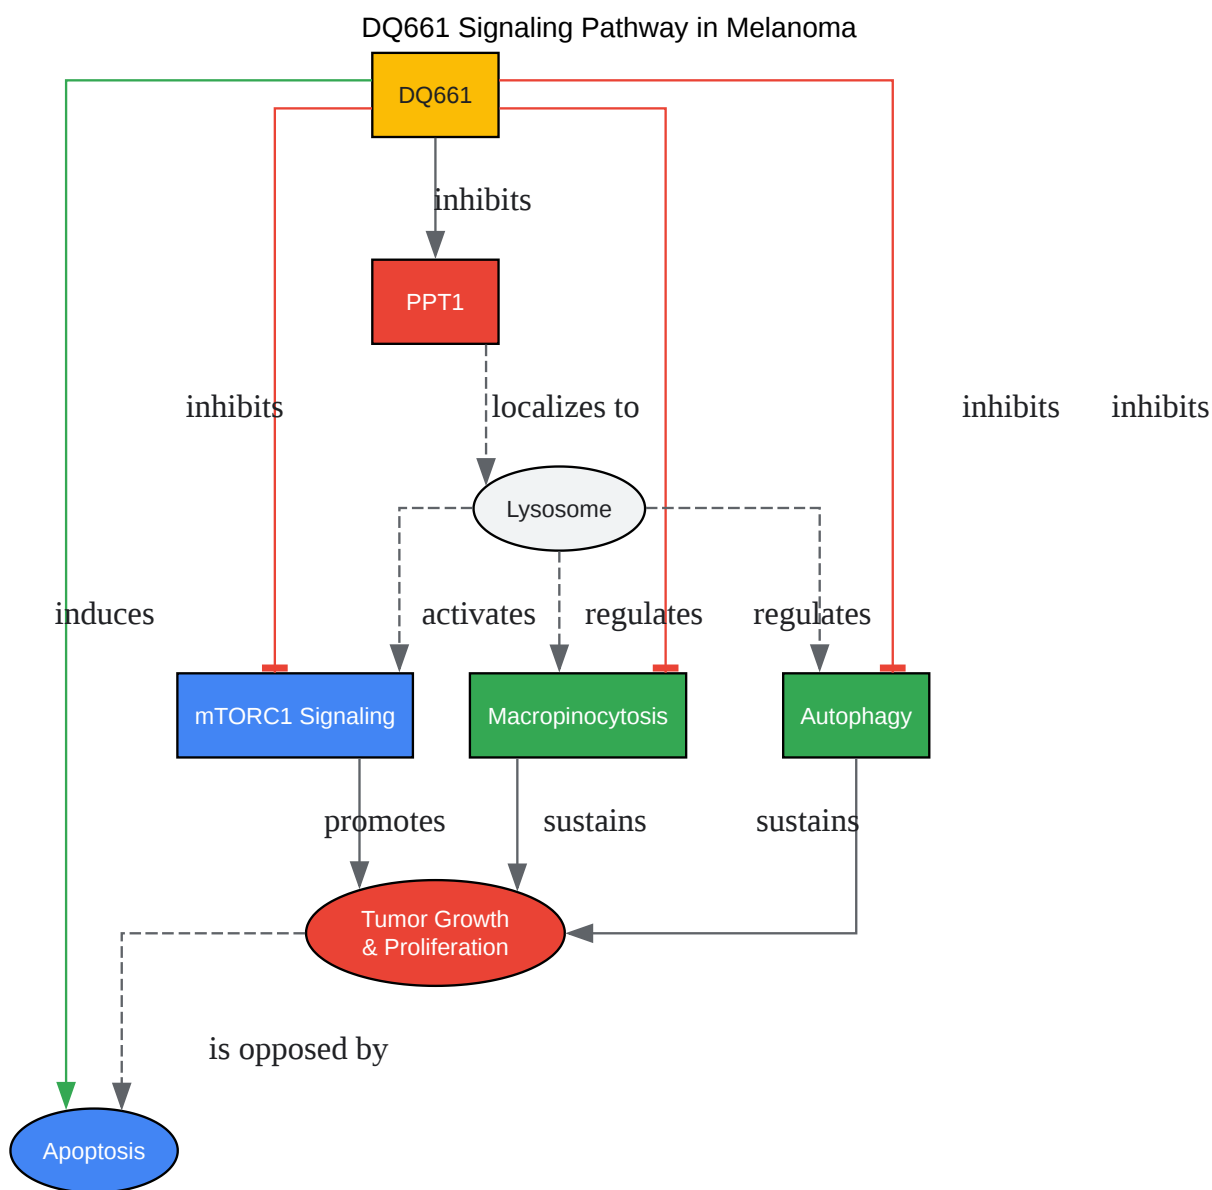 DQ661 Signaling Pathway in Melanoma
DQ661
inhibits
PPT1
inhibits
localizes to
inhibits
inhibits
Lysosome
induces
activates
regulates
regulates
mTORC1 Signaling
Macropinocytosis
Autophagy
promotes
sustains
sustains
Tumor Growth
& Proliferation
is opposed by
Apoptosis